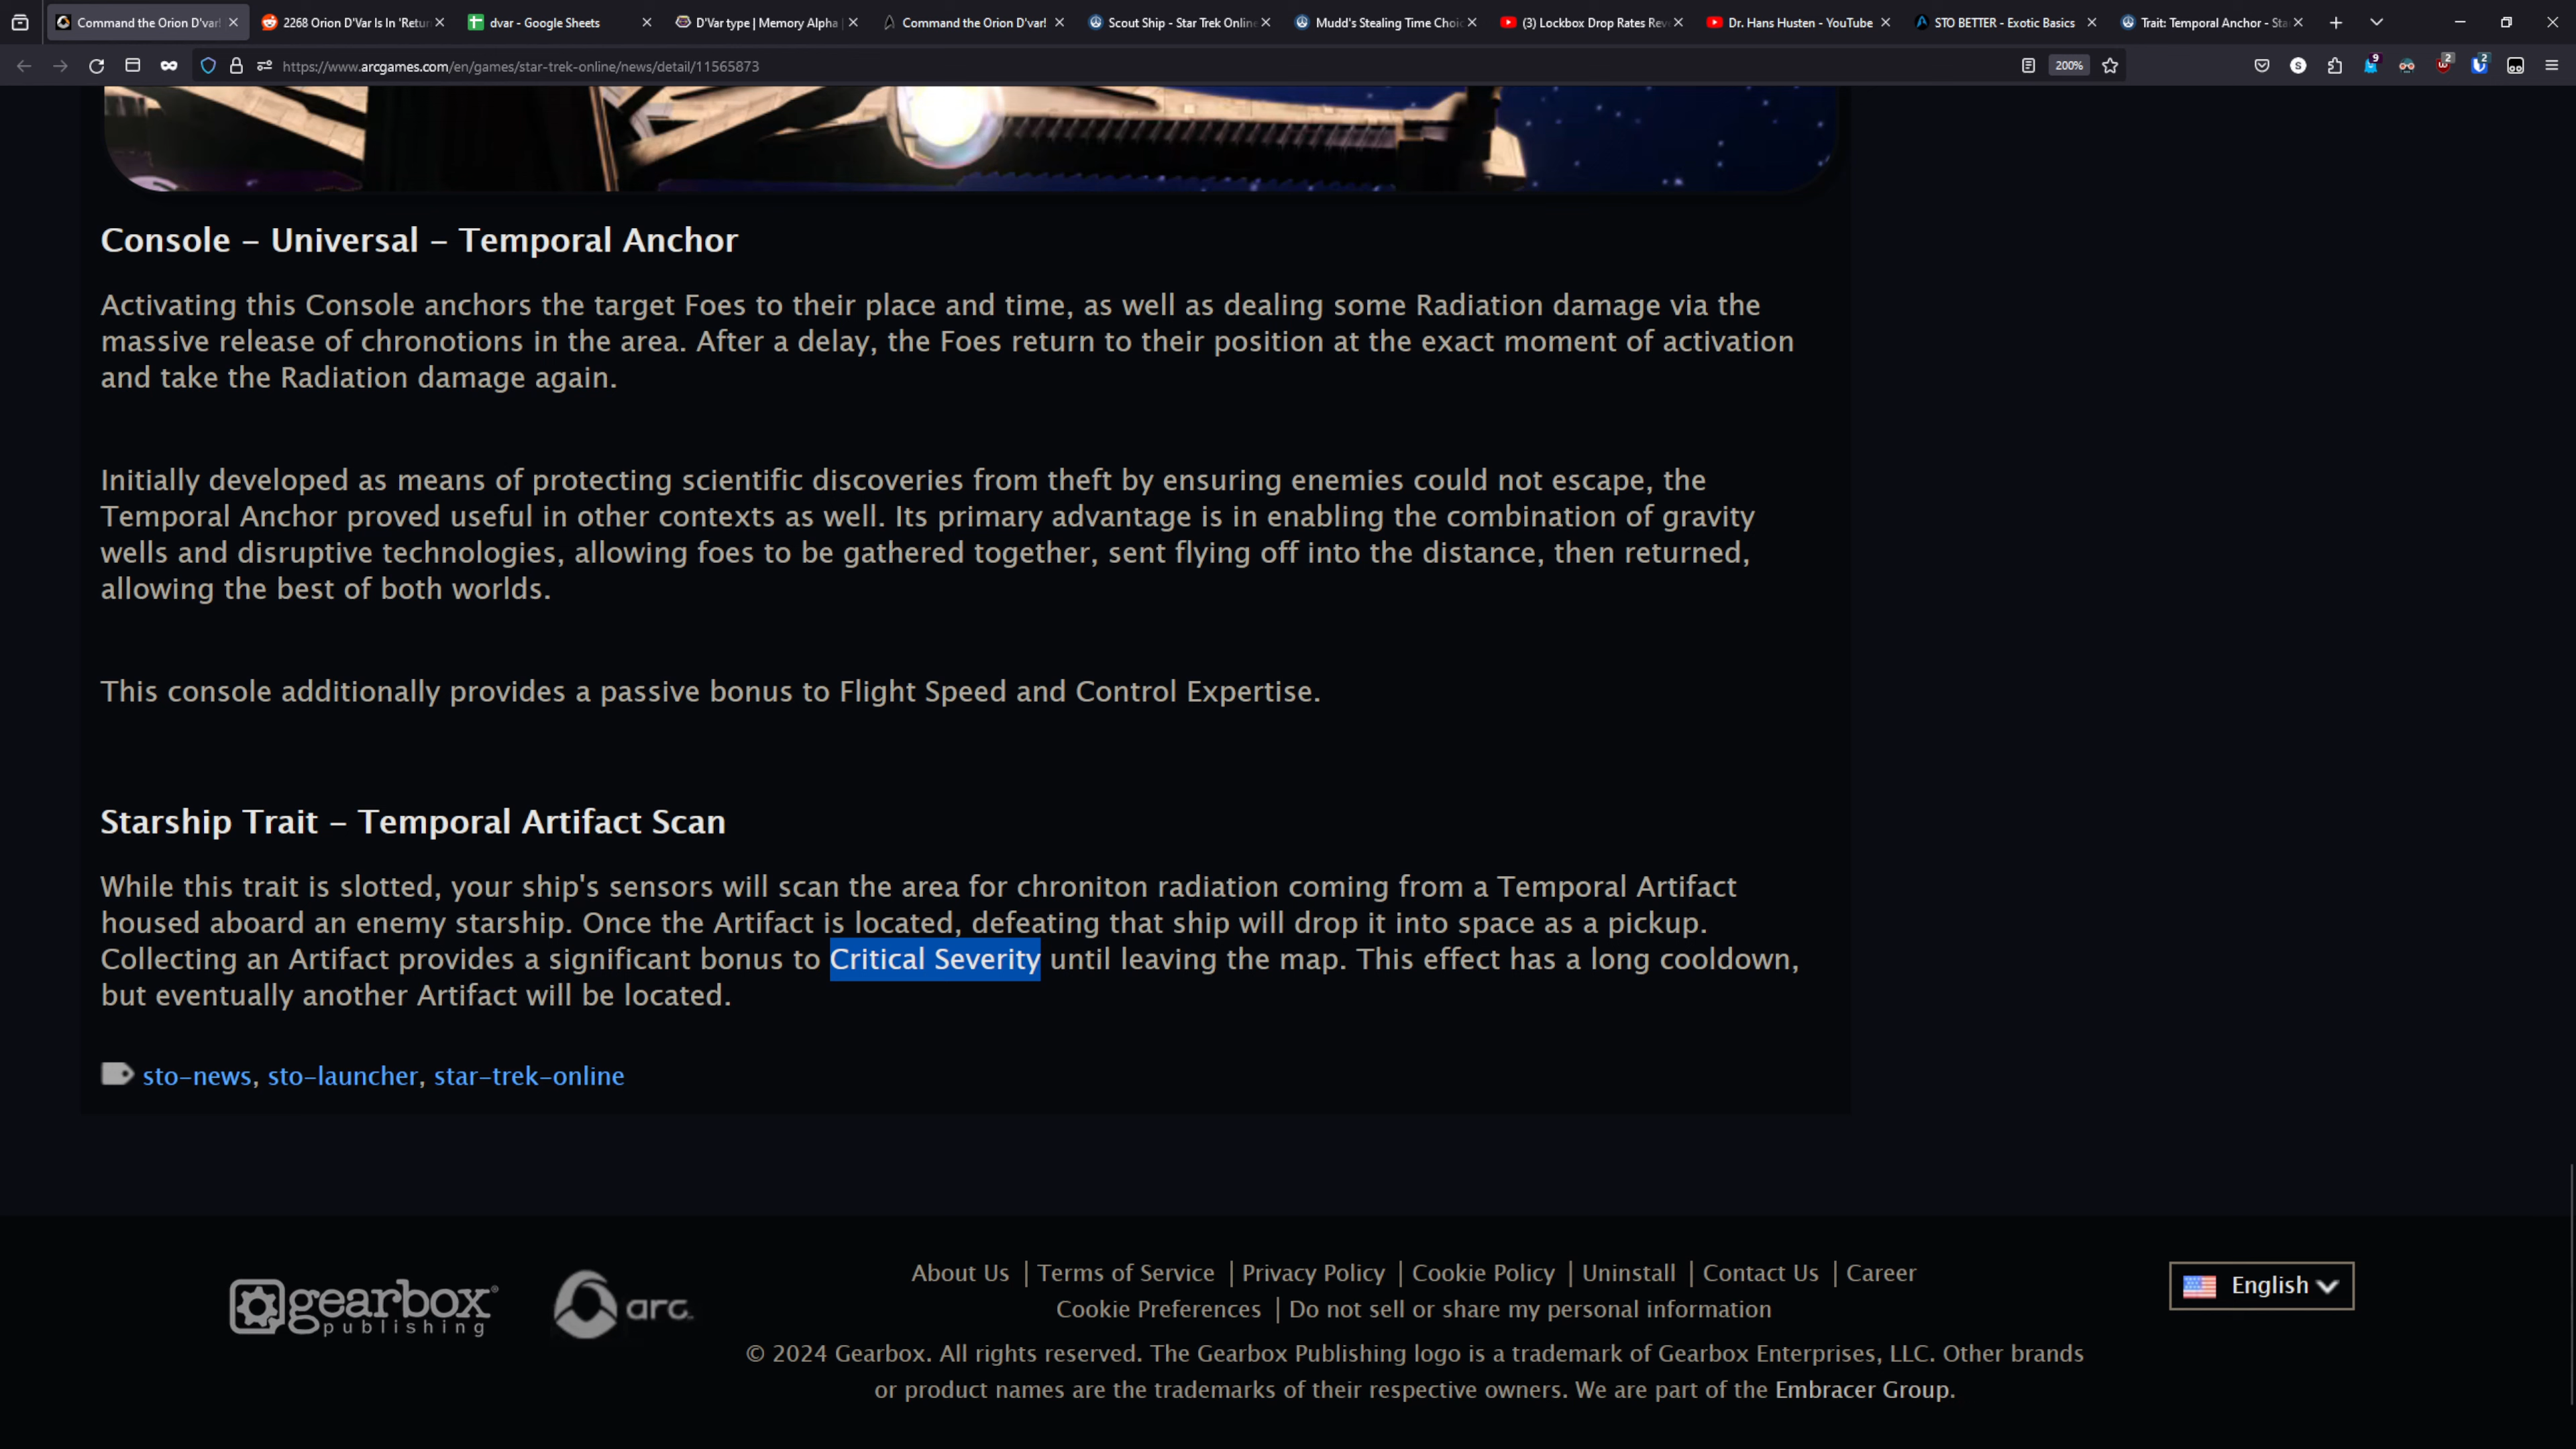 Command the Orion D'var!
2268 Orion D'Var Is In 'Retur
dvar - Google Sheets
D'Var type | Memory Alpha
Command the Orion D'var!
Scout Ship - Star Trek Online
Mudd's Stealing Time Choic
(3) Lockbox Drop Rates Rev
Dr. Hans Husten - YouTube
STO BETTER - Exotic Basics
Trait: Temporal Anchor - Sta
https://www.arcgames.com/en/games/star-trek-online/news/detail/11565873
200%
S
9
2
2
Console – Universal – Temporal Anchor
Activating this Console anchors the target Foes to their place and time, as well as dealing some Radiation damage via the
massive release of chronotions in the area. After a delay, the Foes return to their position at the exact moment of activation
and take the Radiation damage again.
Initially developed as means of protecting scientific discoveries from theft by ensuring enemies could not escape, the
Temporal Anchor proved useful in other contexts as well. Its primary advantage is in enabling the combination of gravity
wells and disruptive technologies, allowing foes to be gathered together, sent flying off into the distance, then returned,
allowing the best of both worlds.
This console additionally provides a passive bonus to Flight Speed and Control Expertise.
Starship Trait – Temporal Artifact Scan
While this trait is slotted, your ship's sensors will scan the area for chroniton radiation coming from a Temporal Artifact
housed aboard an enemy starship. Once the Artifact is located, defeating that ship will drop it into space as a pickup.
Collecting an Artifact provides a significant bonus to Critical Severity until leaving the map. This effect has a long cooldown,
but eventually another Artifact will be located.
sto-news, sto-launcher, star-trek-online
gearbox®
publishing
arc™
About Us | Terms of Service | Privacy Policy | Cookie Policy | Uninstall | Contact Us | Career
Cookie Preferences | Do not sell or share my personal information
© 2024 Gearbox. All rights reserved. The Gearbox Publishing logo is a trademark of Gearbox Enterprises, LLC. Other brands
or product names are the trademarks of their respective owners. We are part of the Embracer Group.
English